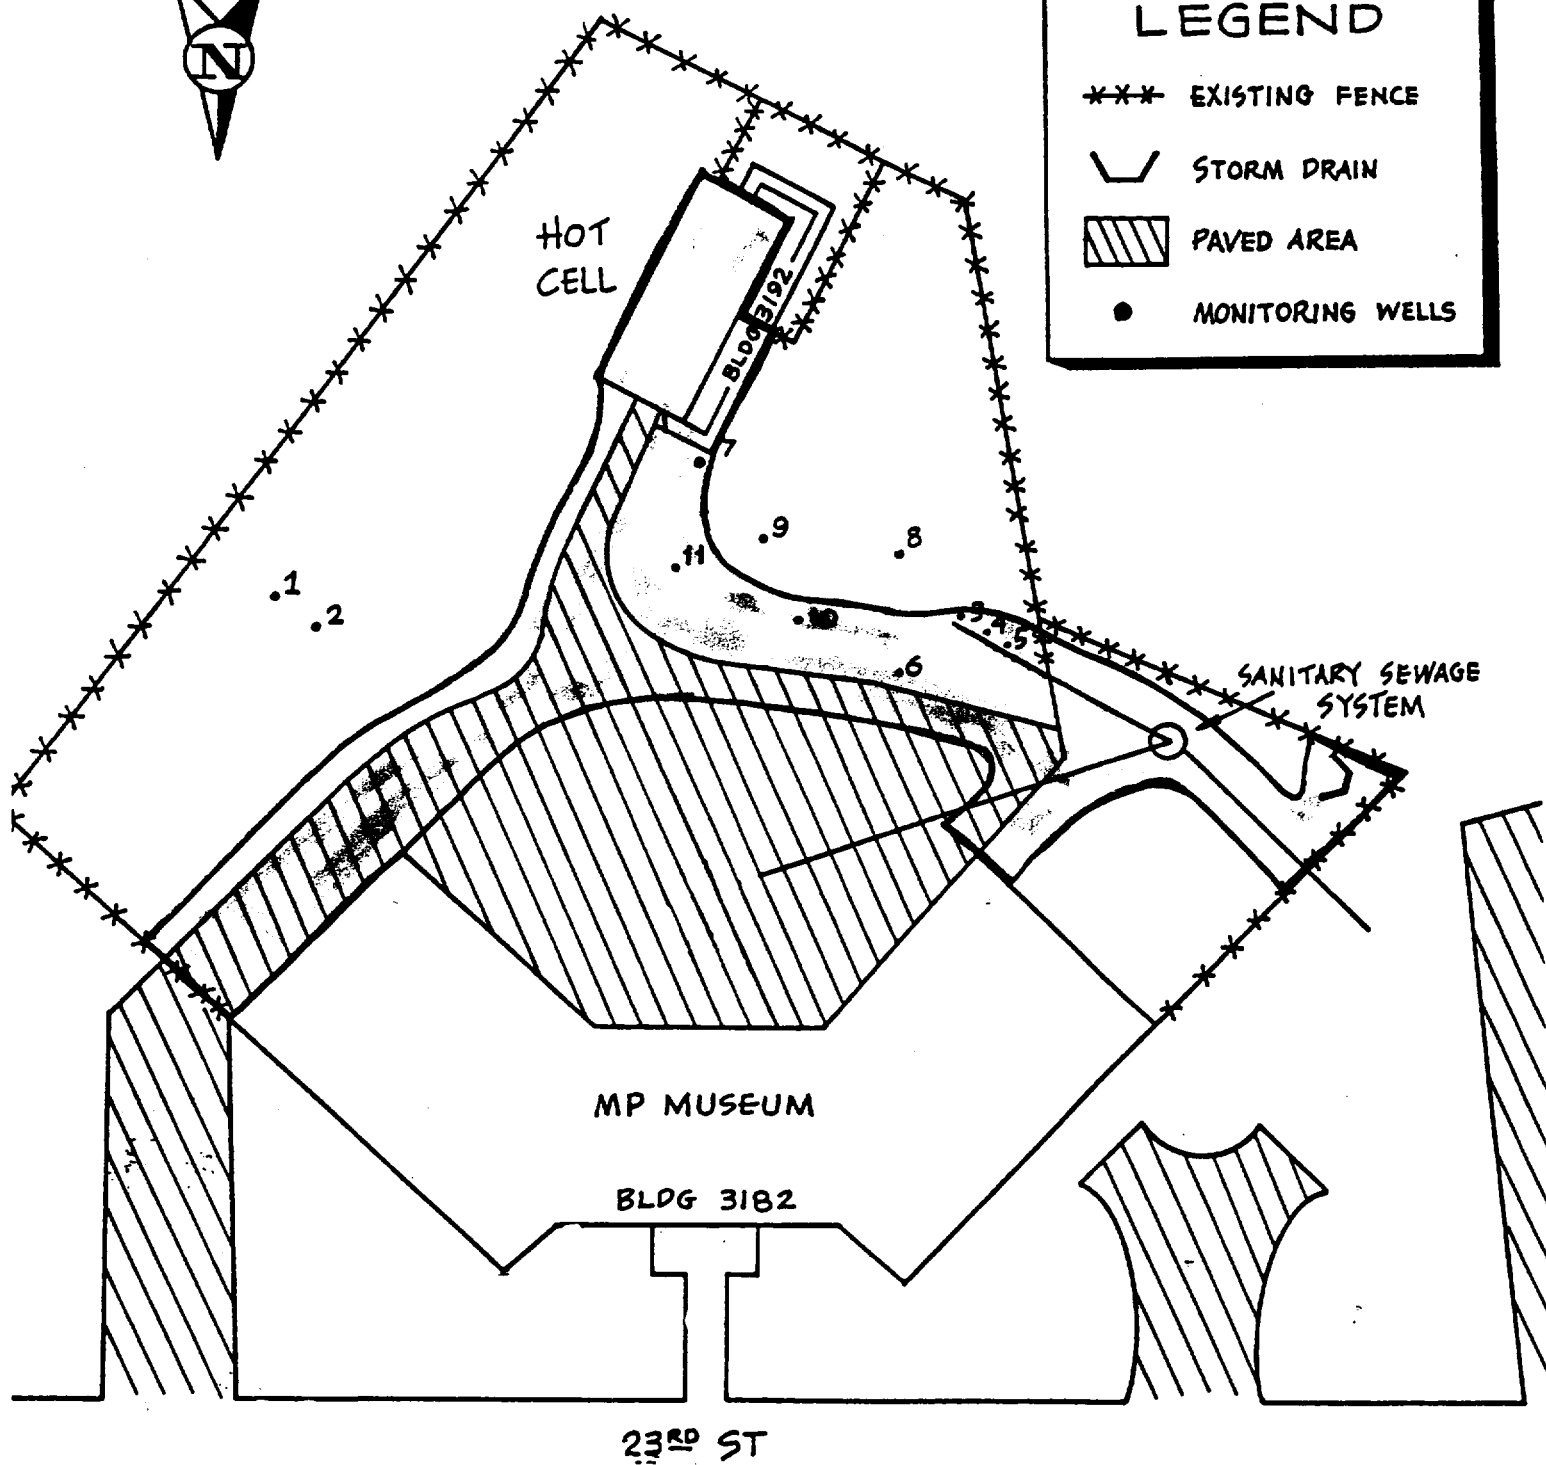 N
LEGEND
EXISTING FENCE
STORM DRAIN
PAVED AREA
MONITORING WELLS
HOT
CELL
BLDG 3192
.9
.8
.11
.1
.2
.10
.3
.4
.5
.6
SANITARY SEWAGE
SYSTEM
MP MUSEUM
BLDG 3182
23RD ST